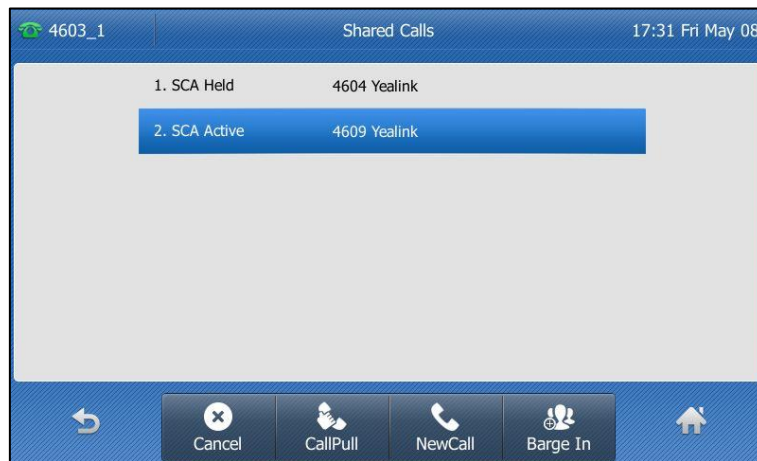 4603_1 Shared Calls 17:31 Fri May 08
1. SCA Held 4604 Yealink
2. SCA Active 4609 Yealink
Cancel CallPull NewCall Barge In